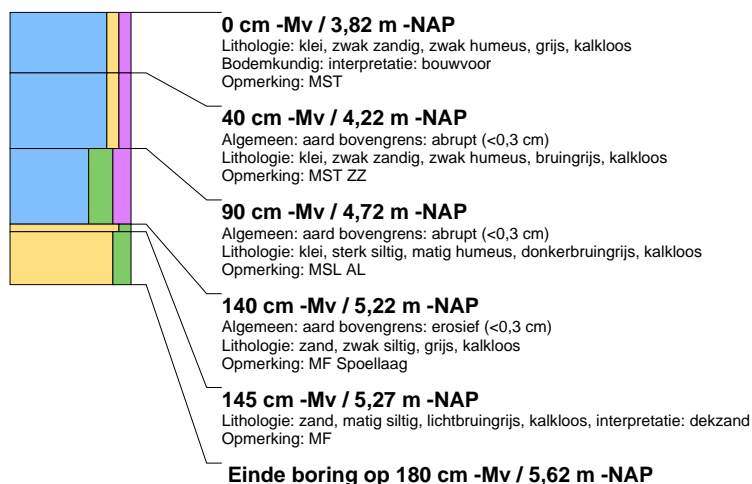 0 cm -Mv / 3,82 m -NAP
Lithologie: klei, zwak zandig, zwak humeus, grijs, kalkloos
Bodemkundig: interpretatie: bouwvoor
Opmerking: MST
40 cm -Mv / 4,22 m -NAP
Algemeen: aard bovengrens: abrupt (<0,3 cm)
Lithologie: klei, zwak zandig, zwak humeus, bruingrijs, kalkloos
Opmerking: MST ZZ
90 cm -Mv / 4,72 m -NAP
Algemeen: aard bovengrens: abrupt (<0,3 cm)
Lithologie: klei, sterk siltig, matig humeus, donkerbruingrijs, kalkloos
Opmerking: MSL AL
140 cm -Mv / 5,22 m -NAP
Algemeen: aard bovengrens: erosief (<0,3 cm)
Lithologie: zand, zwak siltig, grijs, kalkloos
Opmerking: MF Spoellaag
145 cm -Mv / 5,27 m -NAP
Lithologie: zand, matig siltig, lichtbruingrijs, kalkloos, interpretatie: dekzand
Opmerking: MF
Einde boring op 180 cm -Mv / 5,62 m -NAP